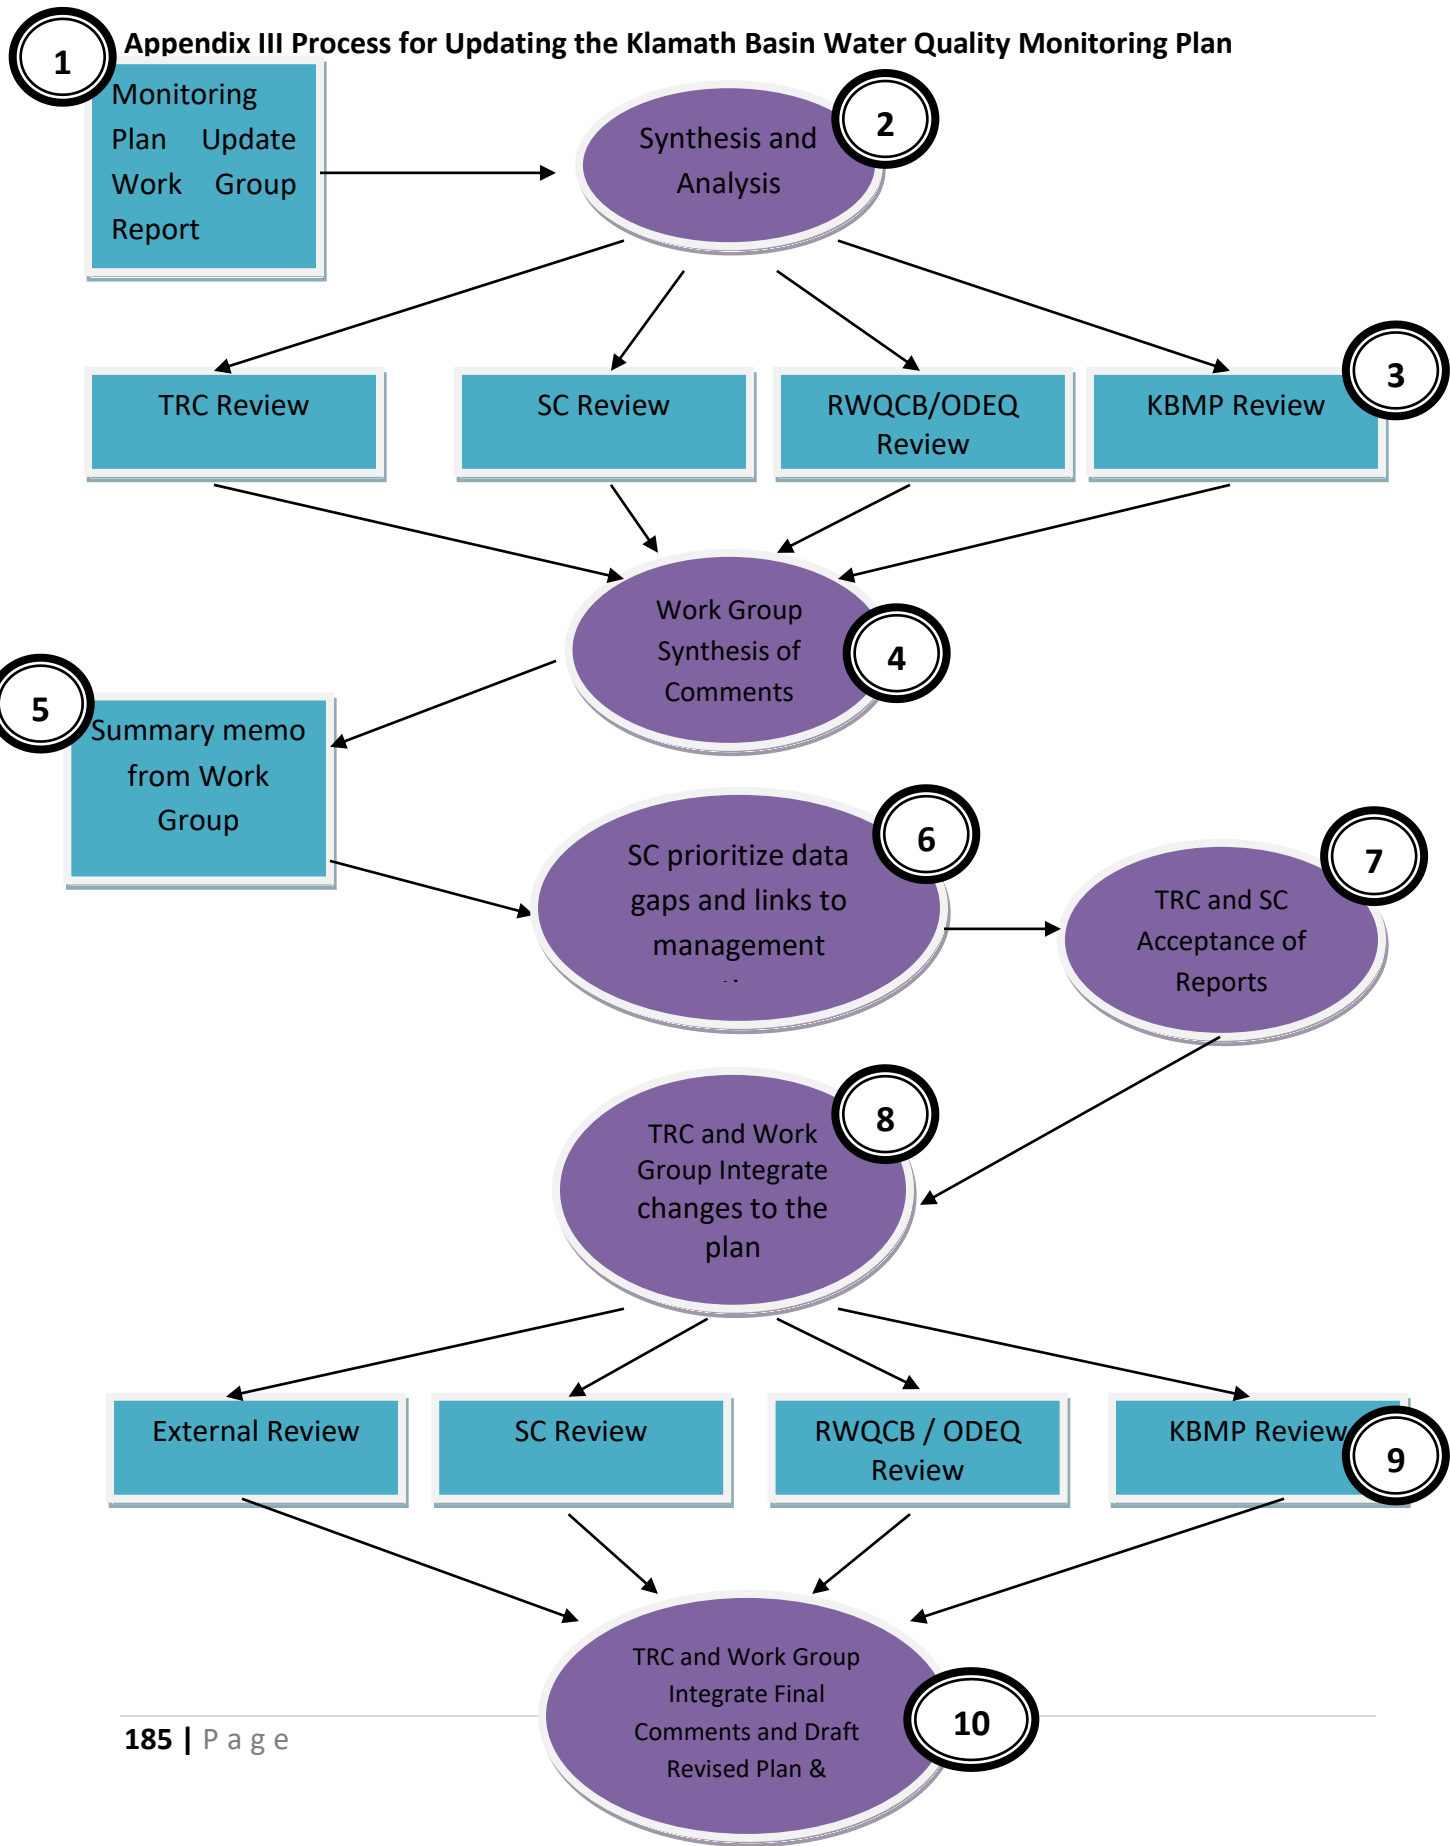 Appendix III Process for Updating the Klamath Basin Water Quality Monitoring Plan
1
Monitoring
Plan Update
Work Group
Report
2
Synthesis and
Analysis
3
TRC Review
SC Review
RWQCB/ODEQ
Review
KBMP Review
4
Work Group
Synthesis of
Comments
5
Summary memo
from Work
Group
6
SC prioritize data
gaps and links to
management
7
TRC and SC
Acceptance of
Reports
8
TRC and Work
Group Integrate
changes to the
plan
External Review
SC Review
RWQCB / ODEQ
Review
KBMP Review
9
TRC and Work Group
Integrate Final
Comments and Draft
Revised Plan &
10
185 | Page